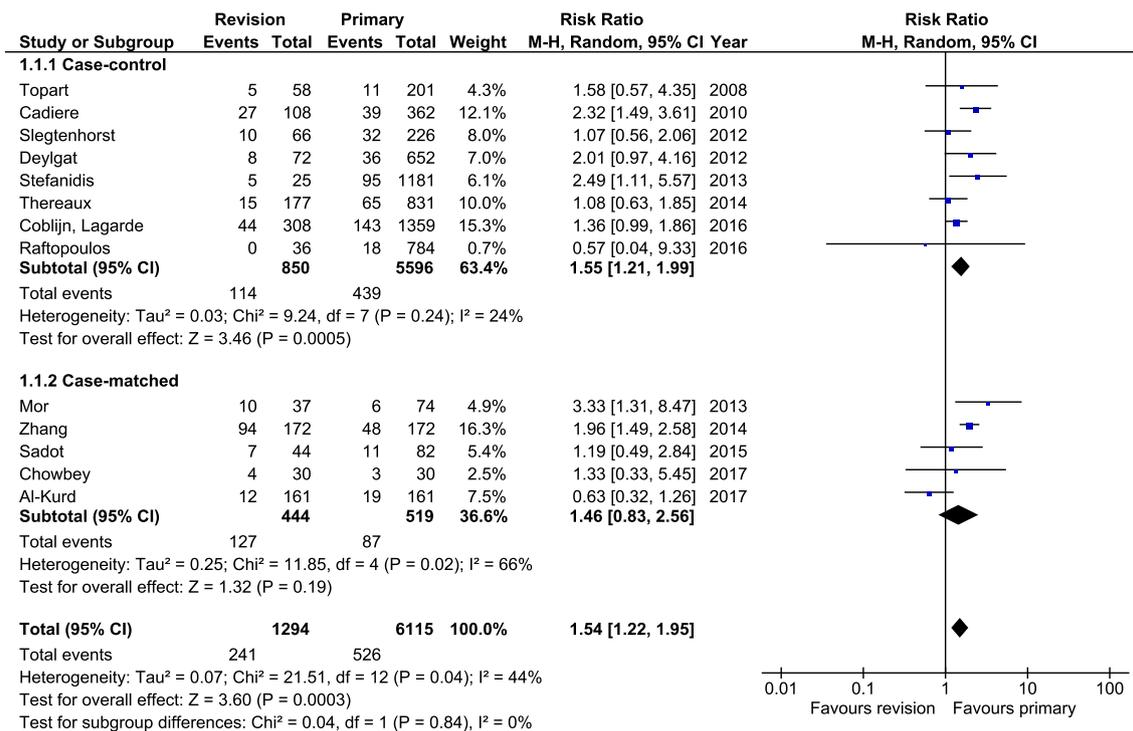 Revision Primary Risk Ratio Risk Ratio
Study or Subgroup Events Total Events Total Weight M-H, Random, 95% CI Year M-H, Random, 95% CI
1.1.1 Case-control
Topart 5 58 11 201 4.3% 1.58 [0.57, 4.35] 2008
Cadiere 27 108 39 362 12.1% 2.32 [1.49, 3.61] 2010
Slegtenhorst 10 66 32 226 8.0% 1.07 [0.56, 2.06] 2012
Deylgat 8 72 36 652 7.0% 2.01 [0.97, 4.16] 2012
Stefanidis 5 25 95 1181 6.1% 2.49 [1.11, 5.57] 2013
Thereaux 15 177 65 831 10.0% 1.08 [0.63, 1.85] 2014
Coblijn, Lagarde 44 308 143 1359 15.3% 1.36 [0.99, 1.86] 2016
Raftopoulos 0 36 18 784 0.7% 0.57 [0.04, 9.33] 2016
Subtotal (95% CI) 850 5596 63.4% 1.55 [1.21, 1.99]
Total events 114 439
Heterogeneity: Tau² = 0.03; Chi² = 9.24, df = 7 (P = 0.24); I² = 24%
Test for overall effect: Z = 3.46 (P = 0.0005)
1.1.2 Case-matched
Mor 10 37 6 74 4.9% 3.33 [1.31, 8.47] 2013
Zhang 94 172 48 172 16.3% 1.96 [1.49, 2.58] 2014
Sadot 7 44 11 82 5.4% 1.19 [0.49, 2.84] 2015
Chowbey 4 30 3 30 2.5% 1.33 [0.33, 5.45] 2017
Al-Kurd 12 161 19 161 7.5% 0.63 [0.32, 1.26] 2017
Subtotal (95% CI) 444 519 36.6% 1.46 [0.83, 2.56]
Total events 127 87
Heterogeneity: Tau² = 0.25; Chi² = 11.85, df = 4 (P = 0.02); I² = 66%
Test for overall effect: Z = 1.32 (P = 0.19)
Total (95% CI) 1294 6115 100.0% 1.54 [1.22, 1.95]
Total events 241 526
Heterogeneity: Tau² = 0.07; Chi² = 21.51, df = 12 (P = 0.04); I² = 44%
Test for overall effect: Z = 3.60 (P = 0.0003)
Test for subgroup differences: Chi² = 0.04, df = 1 (P = 0.84), I² = 0%
0.01 0.1 1 10 100
Favours revision Favours primary